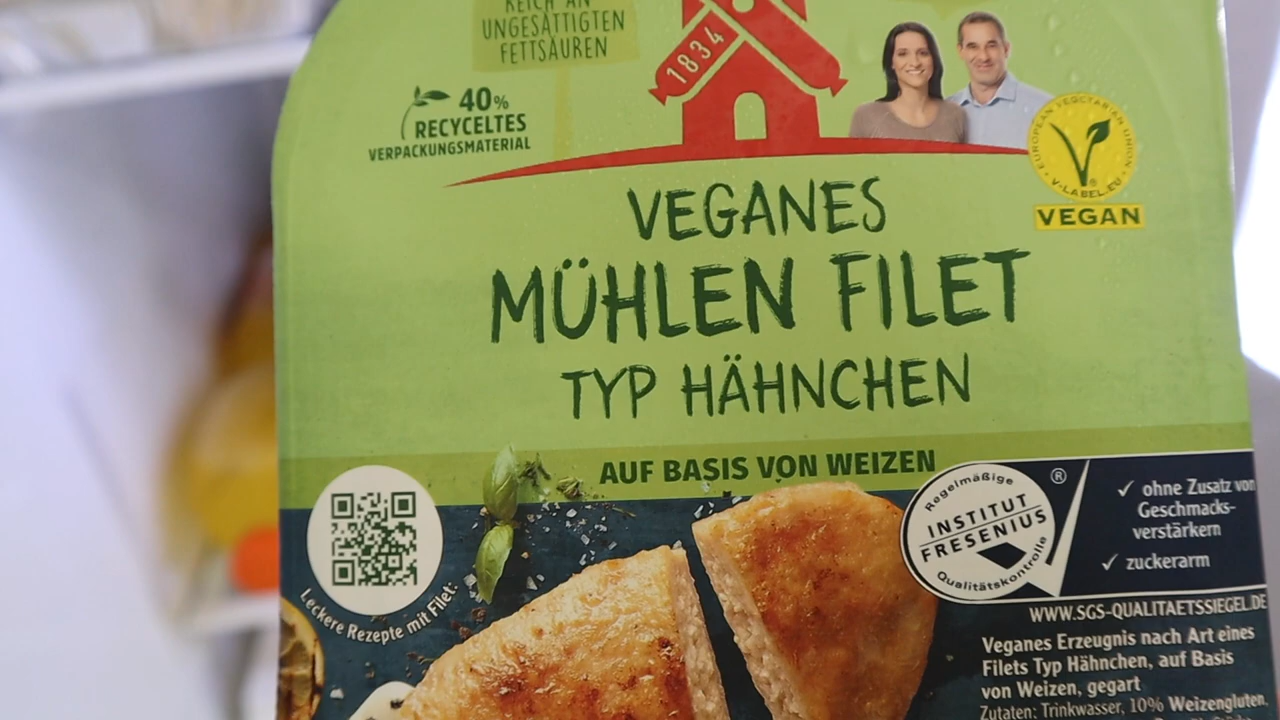 REICH AN
UNGESÄTTIGTEN
FETTSÄUREN
1834
40%
RECYCELTES
VERPACKUNGSMATERIAL
EUROPEAN VEGETARIAN UNION
V-LABEL.EU
®
VEGAN
VEGANES
MÜHLEN FILET
TYP HÄHNCHEN
AUF BASIS VON WEIZEN
Leckere Rezepte mit Filet:
Regelmäßige
INSTITUT
FRESENIUS
Qualitätskontrolle
®
✓ ohne Zusatz von
Geschmacks-
verstärkern
✓ zuckerarm
WWW.SGS-QUALITAETSSIEGEL.DE
Veganes Erzeugnis nach Art eines
Filets Typ Hähnchen, auf Basis
von Weizen, gegart
Zutaten: Trinkwasser, 10% Weizengluten,